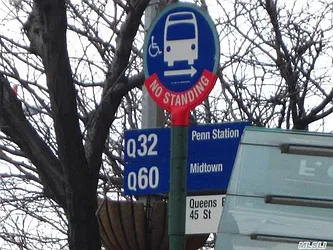 NO STANDING
Q32 Penn Station
Q60 Midtown
Queens
45 St